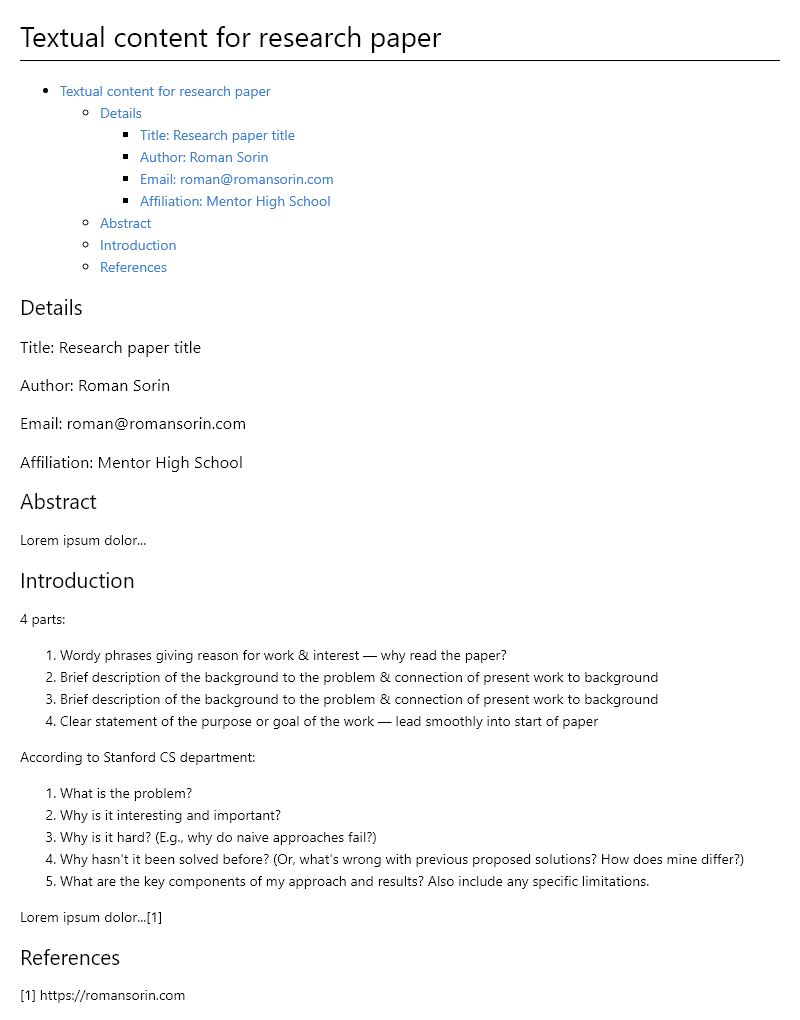 Textual content for research paper
Textual content for research paper
Details
Title: Research paper title
Author: Roman Sorin
Email: roman@romansorin.com
Affiliation: Mentor High School
Abstract
Introduction
References
Details
Title: Research paper title
Author: Roman Sorin
Email: roman@romansorin.com
Affiliation: Mentor High School
Abstract
Lorem ipsum dolor...
Introduction
4 parts:
1. Wordy phrases giving reason for work & interest — why read the paper?
2. Brief description of the background to the problem & connection of present work to background
3. Brief description of the background to the problem & connection of present work to background
4. Clear statement of the purpose or goal of the work — lead smoothly into start of paper
According to Stanford CS department:
1. What is the problem?
2. Why is it interesting and important?
3. Why is it hard? (E.g., why do naive approaches fail?)
4. Why hasn't it been solved before? (Or, what's wrong with previous proposed solutions? How does mine differ?)
5. What are the key components of my approach and results? Also include any specific limitations.
Lorem ipsum dolor...[1]
References
[1] https://romansorin.com